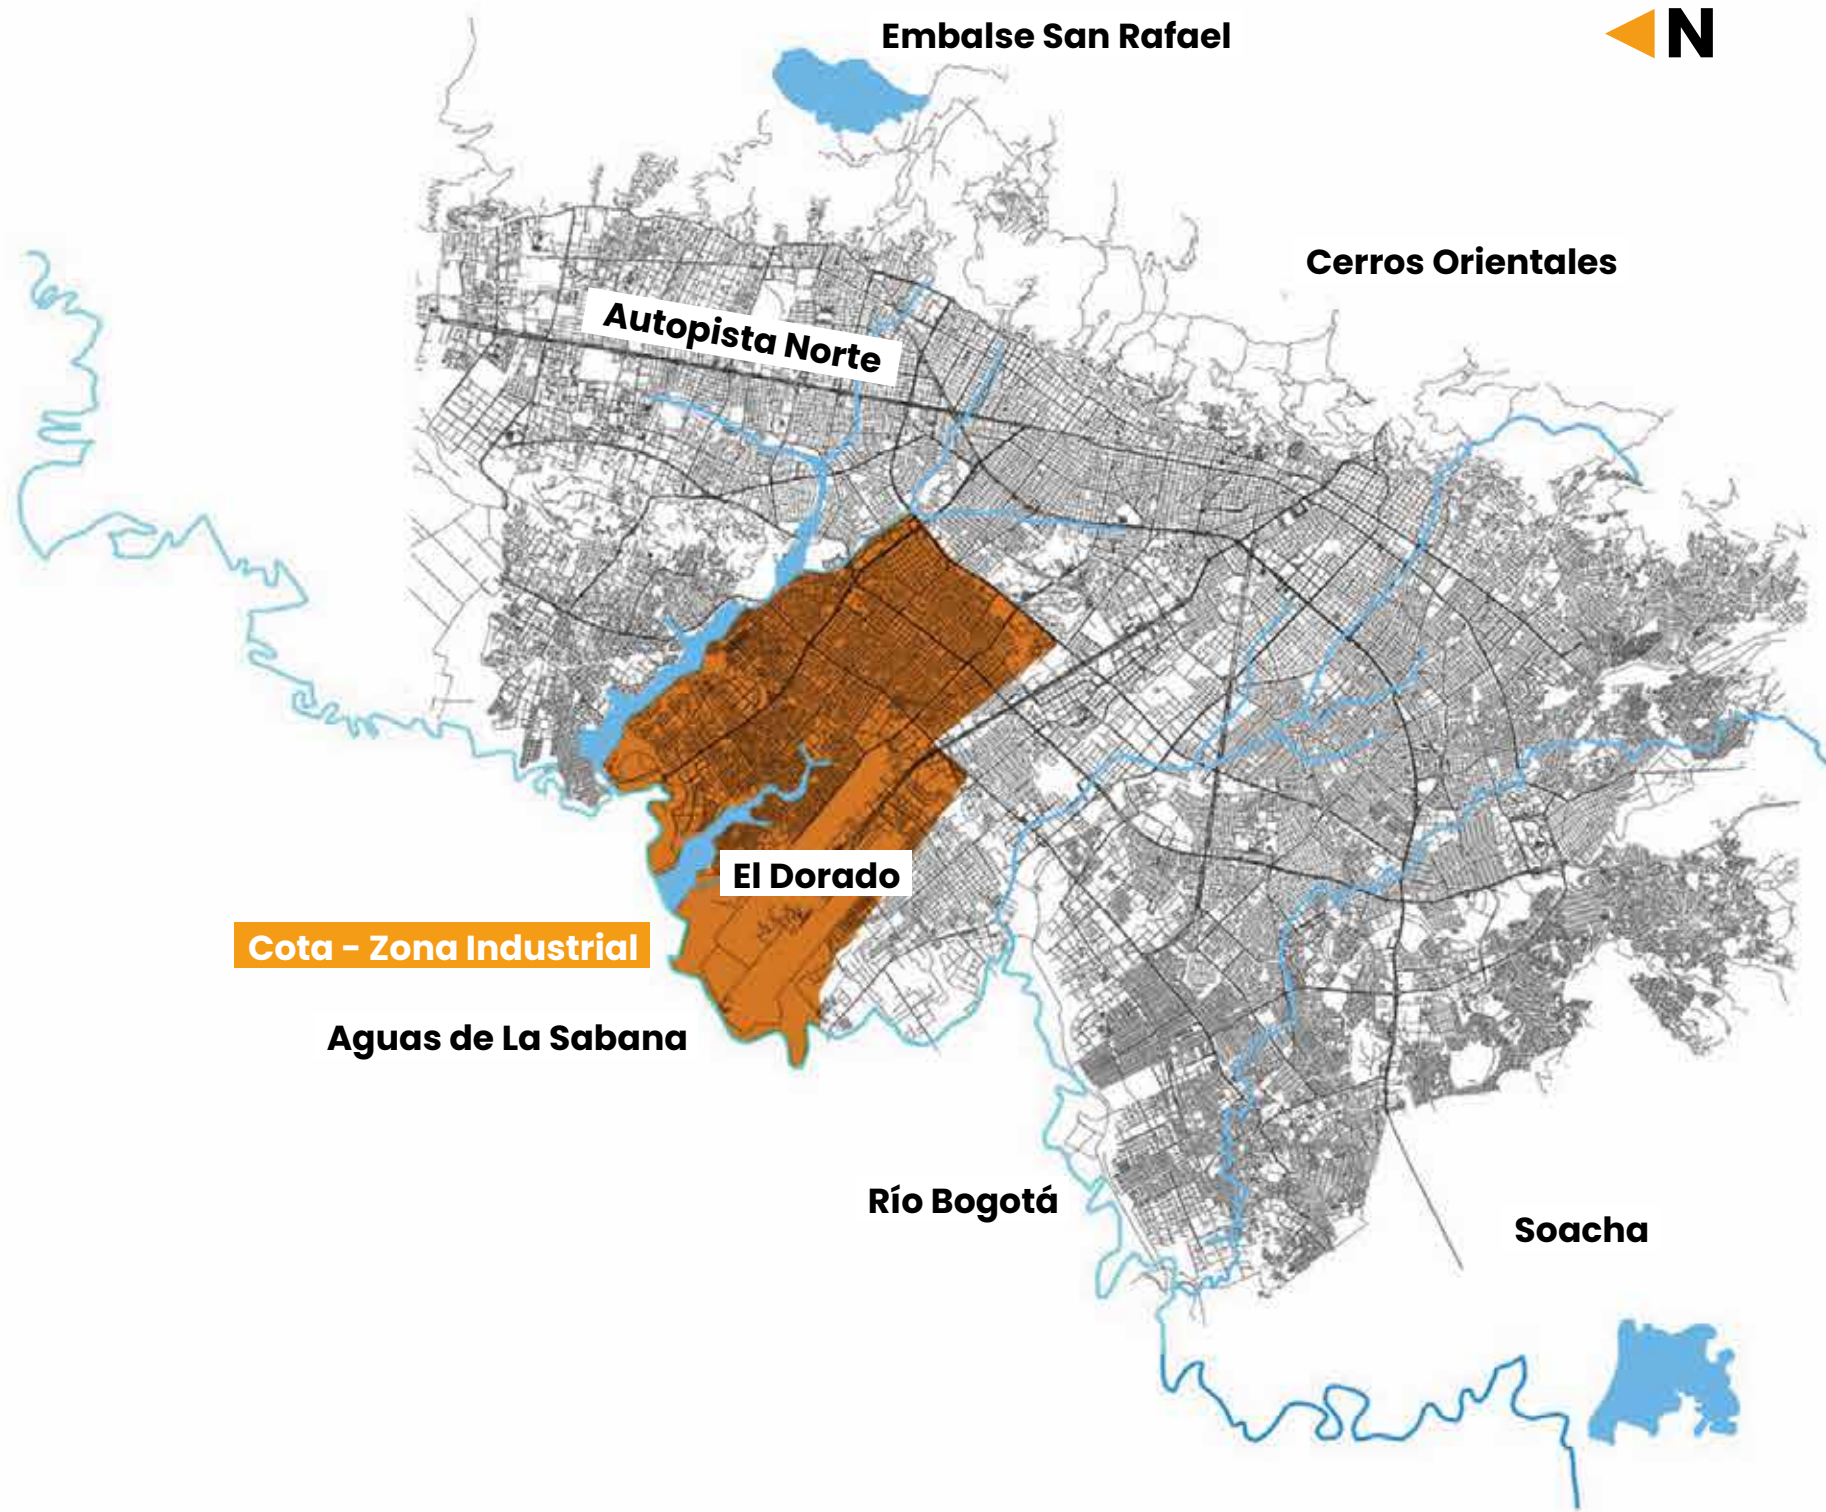 Embalse San Rafael
N
Cerros Orientales
Autopista Norte
El Dorado
Cota - Zona Industrial
Aguas de La Sabana
Río Bogotá
Soacha